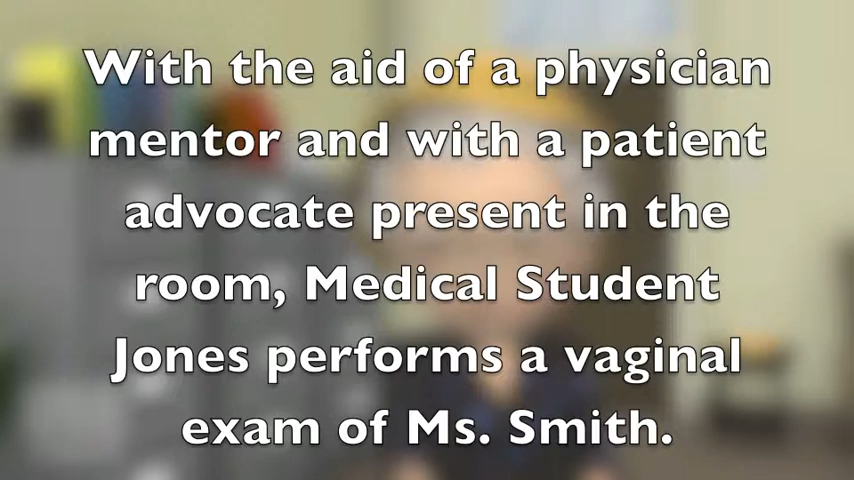 With the aid of a physician
mentor and with a patient
advocate present in the
room, Medical Student
Jones performs a vaginal
exam of Ms. Smith.